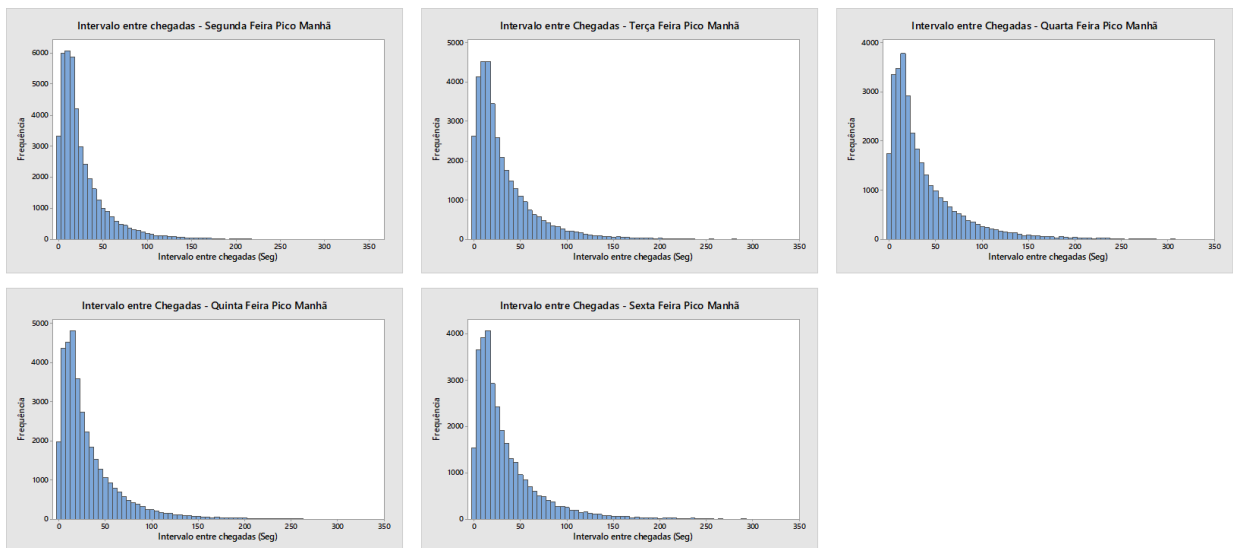 Intervalo entre chegadas - Segunda Feira Pico Manhã
Frequência
6000
5000
4000
3000
2000
1000
0
0 50 100 150 200 250 300 350
Intervalo entre chegadas (Seg)
Intervalo entre Chegadas - Terça Feira Pico Manhã
Frequência
5000
4000
3000
2000
1000
0
0 50 100 150 200 250 300 350
Intervalo entre chegadas (Seg)
Intervalo entre Chegadas - Quarta Feira Pico Manhã
Frequência
4000
3000
2000
1000
0
0 50 100 150 200 250 300 350
Intervalo entre chegadas (Seg)
Intervalo entre Chegadas - Quinta Feira Pico Manhã
Frequência
5000
4000
3000
2000
1000
0
0 50 100 150 200 250 300 350
Intervalo entre chegadas (Seg)
Intervalo entre Chegadas - Sexta Feira Pico Manhã
Frequência
4000
3000
2000
1000
0
0 50 100 150 200 250 300 350
Intervalo entre chegadas (Seg)